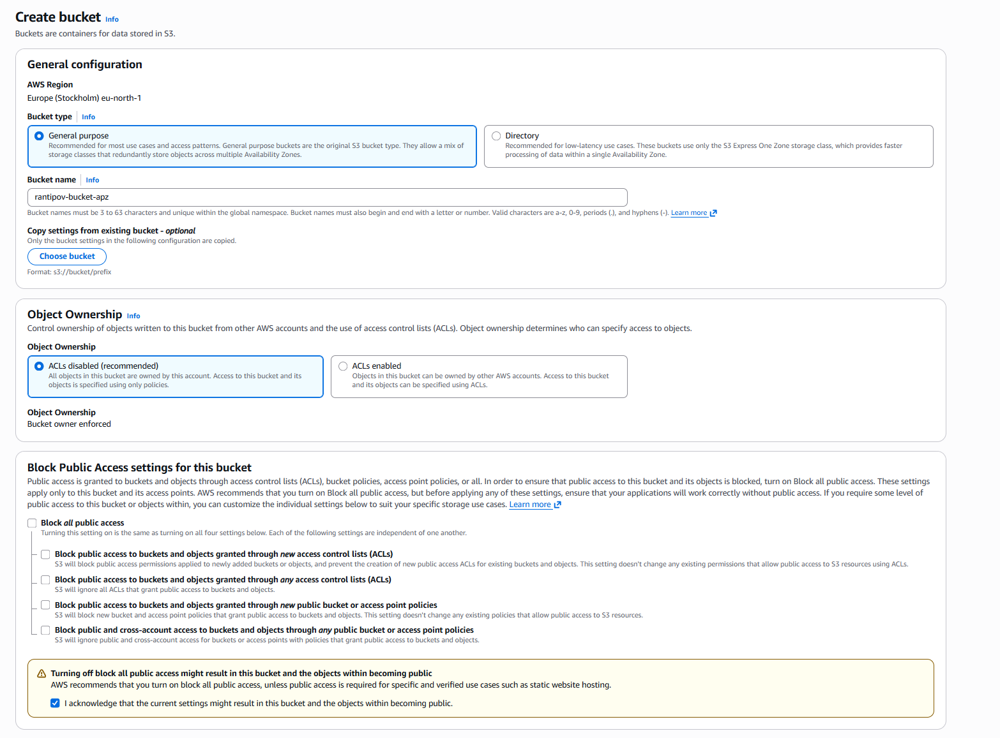 Create bucket Info
Buckets are containers for data stored in S3.
General configuration
AWS Region
Europe (Stockholm) eu-north-1
Bucket type Info
General purpose
Recommended for most use cases and access patterns. General purpose buckets are the original S3 bucket type. They allow a mix of
storage classes that redundantly store objects across multiple Availability Zones.
Directory
Recommended for low-latency use cases. These buckets use only the S3 Express One Zone storage class, which provides faster
processing of data within a single Availability Zone.
Bucket name Info
rantipov-bucket-apz
Bucket names must be 3 to 63 characters and unique within the global namespace. Bucket names must also begin and end with a letter or number. Valid characters are a-z, 0-9, periods (.), and hyphens (-). Learn more
Copy settings from existing bucket - optional
Only the bucket settings in the following configuration are copied.
Choose bucket
Format: s3://bucket/prefix
Object Ownership Info
Control ownership of objects written to this bucket from other AWS accounts and the use of access control lists (ACLs). Object ownership determines who can specify access to objects.
Object Ownership
ACLs disabled (recommended)
All objects in this bucket are owned by this account. Access to this bucket and its
objects is specified using only policies.
ACLs enabled
Objects in this bucket can be owned by other AWS accounts. Access to this bucket
and its objects can be specified using ACLs.
Object Ownership
Bucket owner enforced
Block Public Access settings for this bucket
Public access is granted to buckets and objects through access control lists (ACLs), bucket policies, access point policies, or all. In order to ensure that public access to this bucket and its objects is blocked, turn on Block all public access. These settings
apply only to this bucket and its access points. AWS recommends that you turn on Block all public access, but before applying any of these settings, ensure that your applications will work correctly without public access. If you require some level of
public access to this bucket or objects within, you can customize the individual settings below to suit your specific storage use cases. Learn more
Block all public access
Turning this setting on is the same as turning on all four settings below. Each of the following settings are independent of one another.
Block public access to buckets and objects granted through new access control lists (ACLs)
S3 will block public access permissions applied to newly added buckets or objects, and prevent the creation of new public access ACLs for existing buckets and objects. This setting doesn't change any existing permissions that allow public access to S3 resources using ACLs.
Block public access to buckets and objects granted through any access control lists (ACLs)
S3 will ignore all ACLs that grant public access to buckets and objects.
Block public access to buckets and objects granted through new public bucket or access point policies
S3 will block new bucket and access point policies that grant public access to buckets and objects. This setting doesn't change any existing policies that allow public access to S3 resources.
Block public and cross-account access to buckets and objects through any public bucket or access point policies
S3 will ignore public and cross-account access for buckets or access points with policies that grant public access to buckets and objects.
Turning off block all public access might result in this bucket and the objects within becoming public
AWS recommends that you turn on block all public access, unless public access is required for specific and verified use cases such as static website hosting.
I acknowledge that the current settings might result in this bucket and the objects within becoming public.